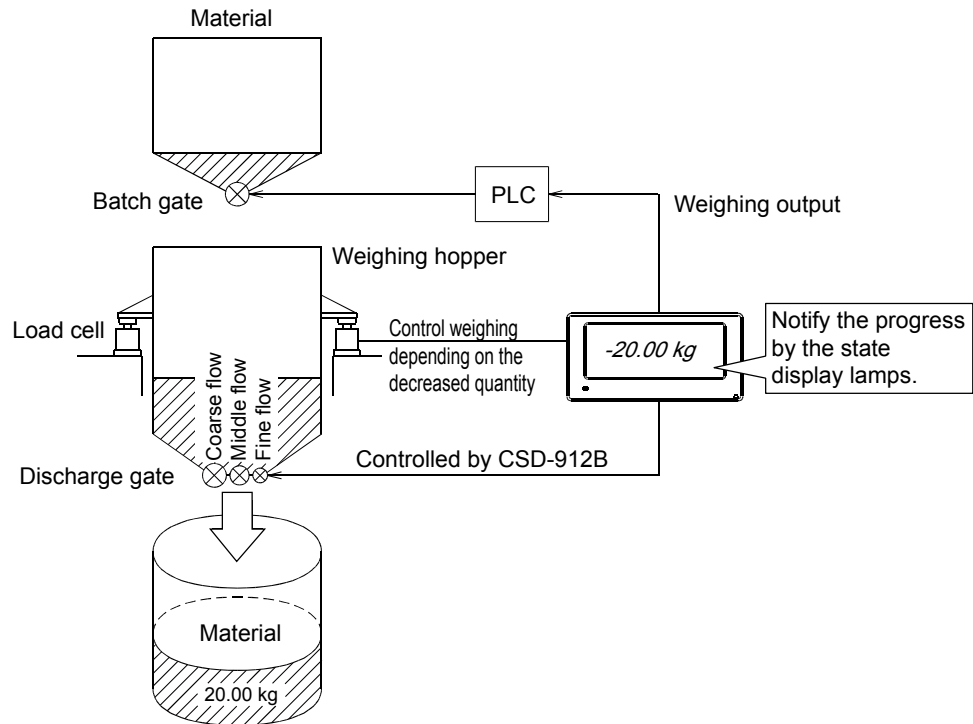 Material
Batch gate
PLC
Weighing output
Weighing hopper
Load cell
Control weighing
depending on the
decreased quantity
-20.00 kg
Notify the progress
by the state
display lamps.
Coarse flow
Middle flow
Fine flow
Discharge gate
Controlled by CSD-912B
Material
20.00 kg